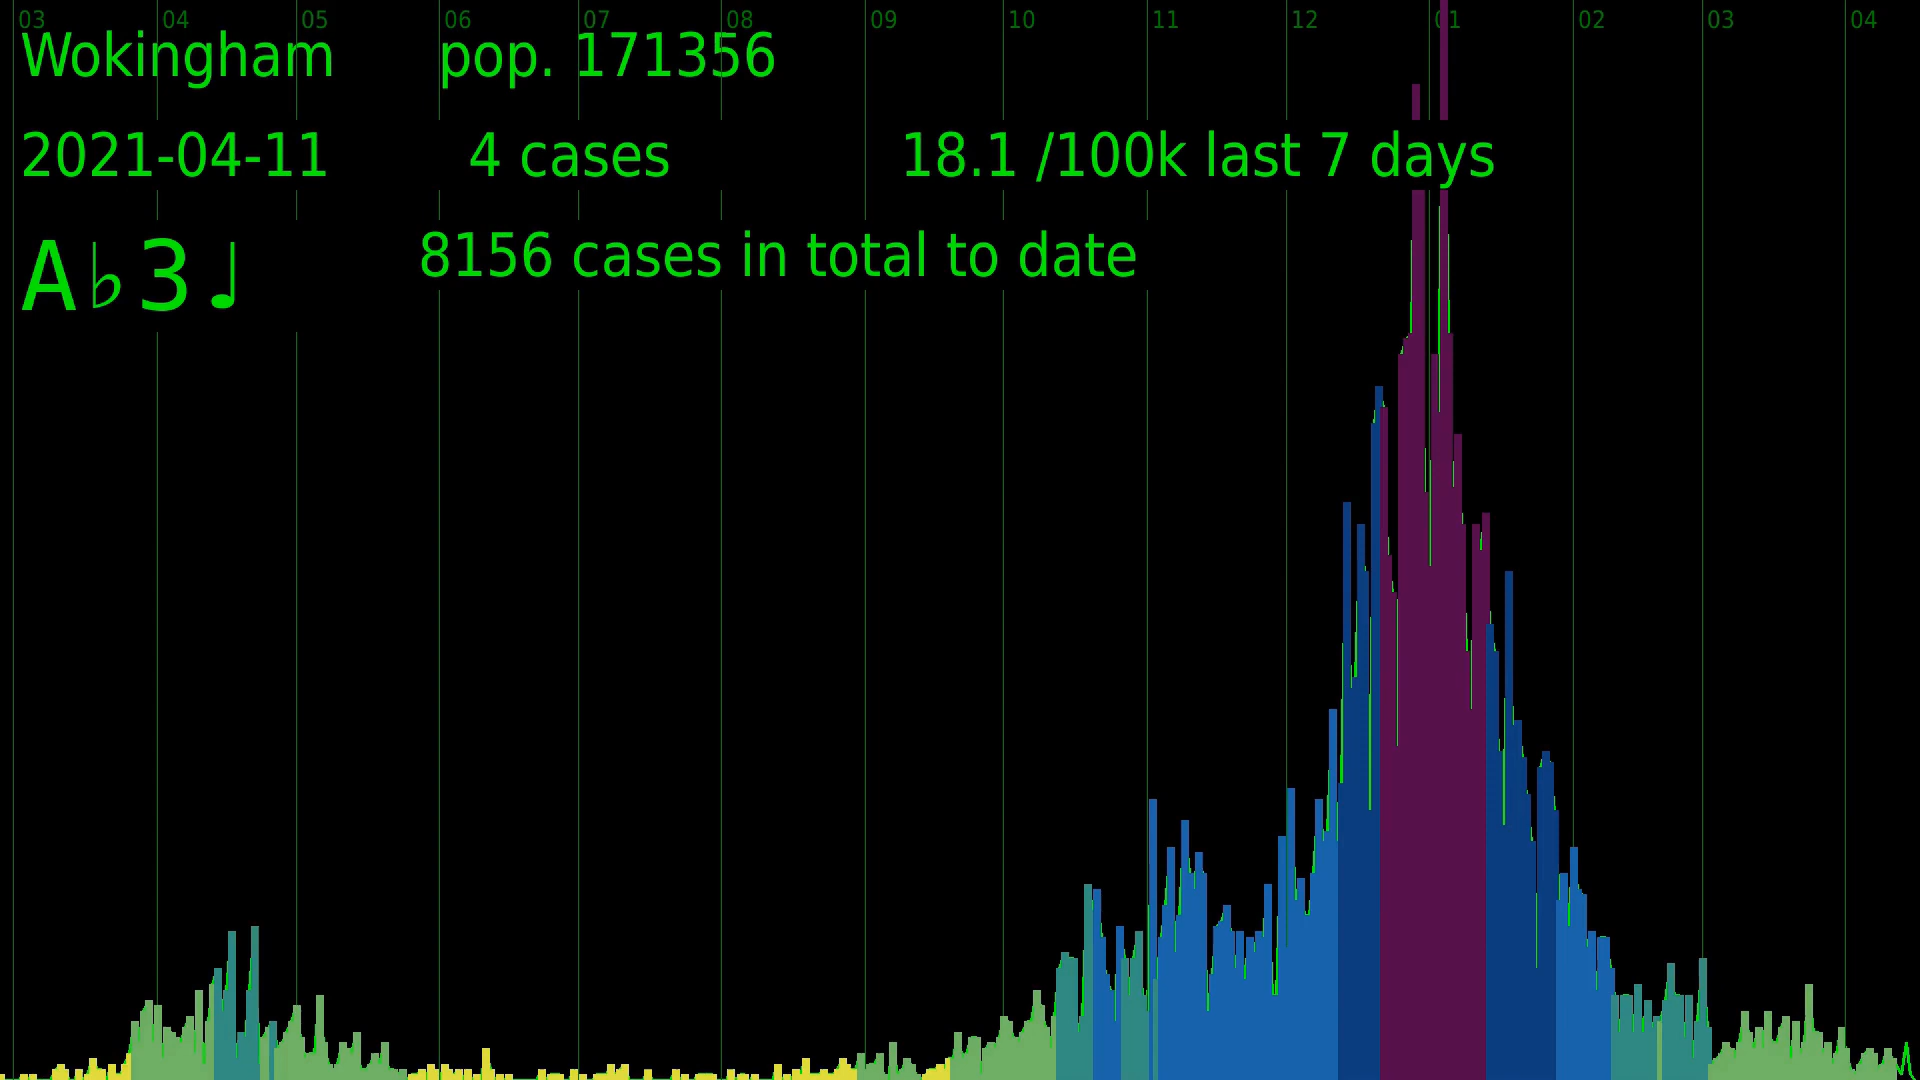 03 04 05 06 07 08 09 10 11 12 01 02 03 04
Wokingham pop. 171356
2021-04-11 4 cases 18.1 /100k last 7 days
A♭3♩ 8156 cases in total to date